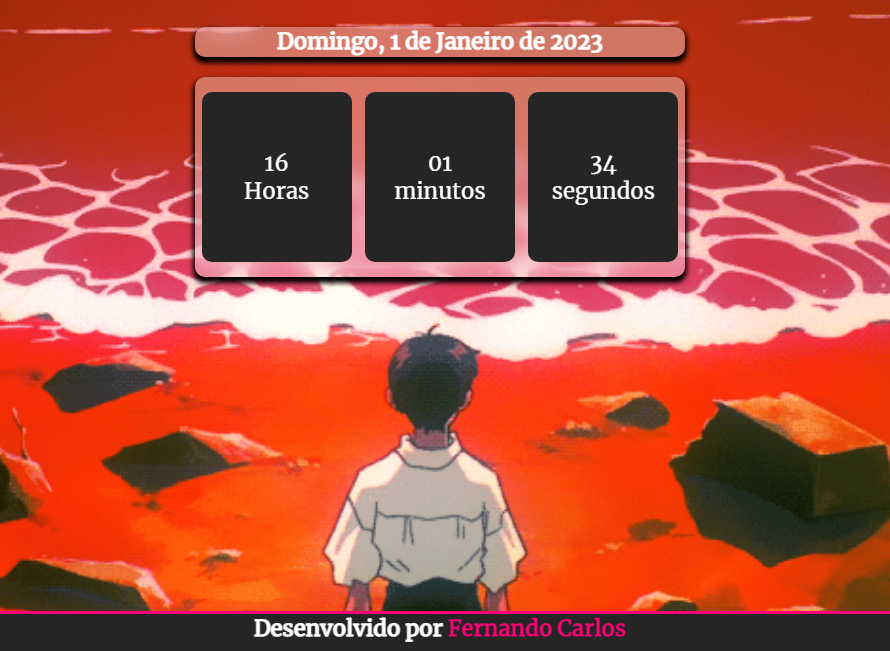 Domingo, 1 de Janeiro de 2023
16
Horas
01
minutos
34
segundos
Desenvolvido por Fernando Carlos